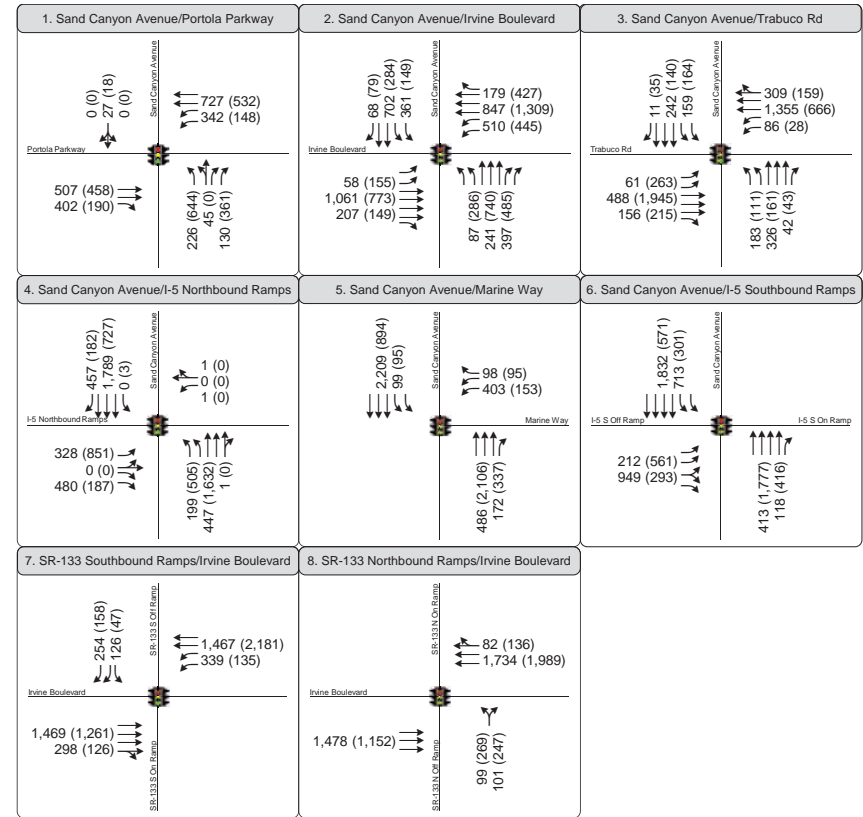 1. Sand Canyon Avenue/Portola Parkway
0 (0)
27 (18)
0 (0)
Sand Canyon Avenue
727 (532)
342 (148)
Portola Parkway
507 (458)
402 (190)
226 (644)
45 (0)
130 (361)
2. Sand Canyon Avenue/Irvine Boulevard
68 (79)
702 (284)
361 (149)
Sand Canyon Avenue
179 (427)
847 (1,309)
510 (445)
Irvine Boulevard
58 (155)
1,061 (773)
207 (149)
87 (286)
241 (740)
397 (485)
3. Sand Canyon Avenue/Trabuco Rd
11 (35)
242 (140)
159 (164)
Sand Canyon Avenue
309 (159)
1,355 (666)
86 (28)
Trabuco Rd
61 (263)
488 (1,945)
156 (215)
183 (111)
326 (161)
42 (43)
4. Sand Canyon Avenue/I-5 Northbound Ramps
457 (182)
1,789 (727)
0 (3)
Sand Canyon Avenue
1 (0)
0 (0)
1 (0)
I-5 Northbound Ramps
328 (851)
0 (0)
480 (187)
199 (505)
447 (1,632)
1 (0)
5. Sand Canyon Avenue/Marine Way
2,209 (894)
99 (95)
Sand Canyon Avenue
98 (95)
403 (153)
Marine Way
486 (2,106)
172 (337)
6. Sand Canyon Avenue/I-5 Southbound Ramps
1,832 (571)
713 (301)
Sand Canyon Avenue
I-5 S Off Ramp
I-5 S On Ramp
212 (561)
949 (293)
413 (1,777)
118 (416)
7. SR-133 Southbound Ramps/Irvine Boulevard
254 (158)
126 (47)
SR-133 S Off Ramp
1,467 (2,181)
339 (135)
Irvine Boulevard
1,469 (1,261)
298 (126)
SR-133 S On Ramp
8. SR-133 Northbound Ramps/Irvine Boulevard
SR-133 N On Ramp
82 (136)
1,734 (1,989)
Irvine Boulevard
1,478 (1,152)
SR-133 N Off Ramp
99 (269)
101 (247)